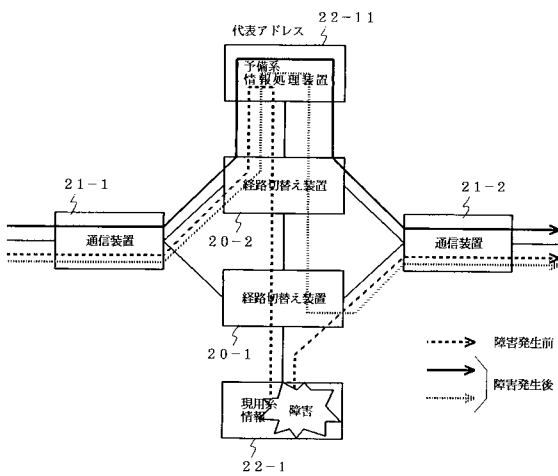 22-11
代表アドレス
予備系
情報処理装置
21-1
経路切替え装置
21-2
通信装置
20-2
通信装置
経路切替え装置
20-1
障害発生前
障害発生後
現用系
情報
障害
22-1